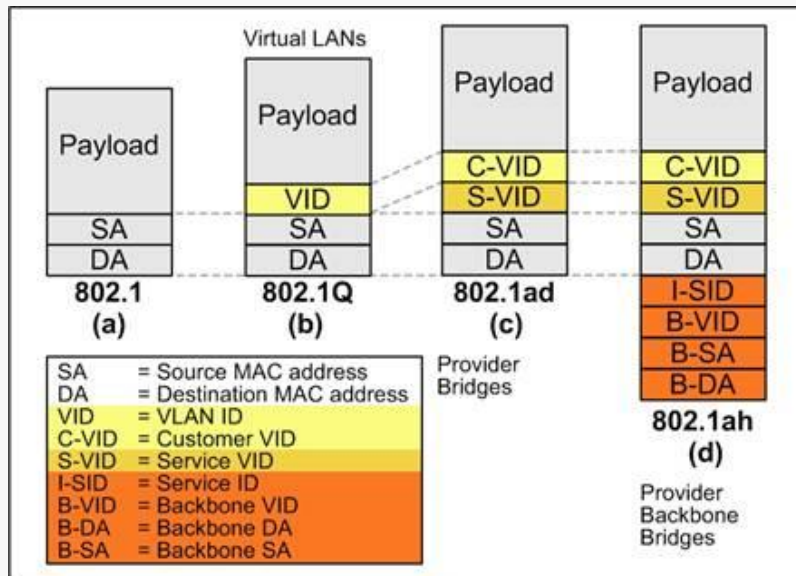 Virtual LANs
Payload
SA
DA
802.1
(a)
Payload
VID
SA
DA
802.1Q
(b)
Payload
C-VID
S-VID
SA
DA
802.1ad
(c)
Provider
Bridges
Payload
C-VID
S-VID
SA
DA
I-SID
B-VID
B-SA
B-DA
802.1ah
(d)
Provider
Backbone
Bridges
SA = Source MAC address
DA = Destination MAC address
VID = VLAN ID
C-VID = Customer VID
S-VID = Service VID
I-SID = Service ID
B-VID = Backbone VID
B-DA = Backbone DA
B-SA = Backbone SA